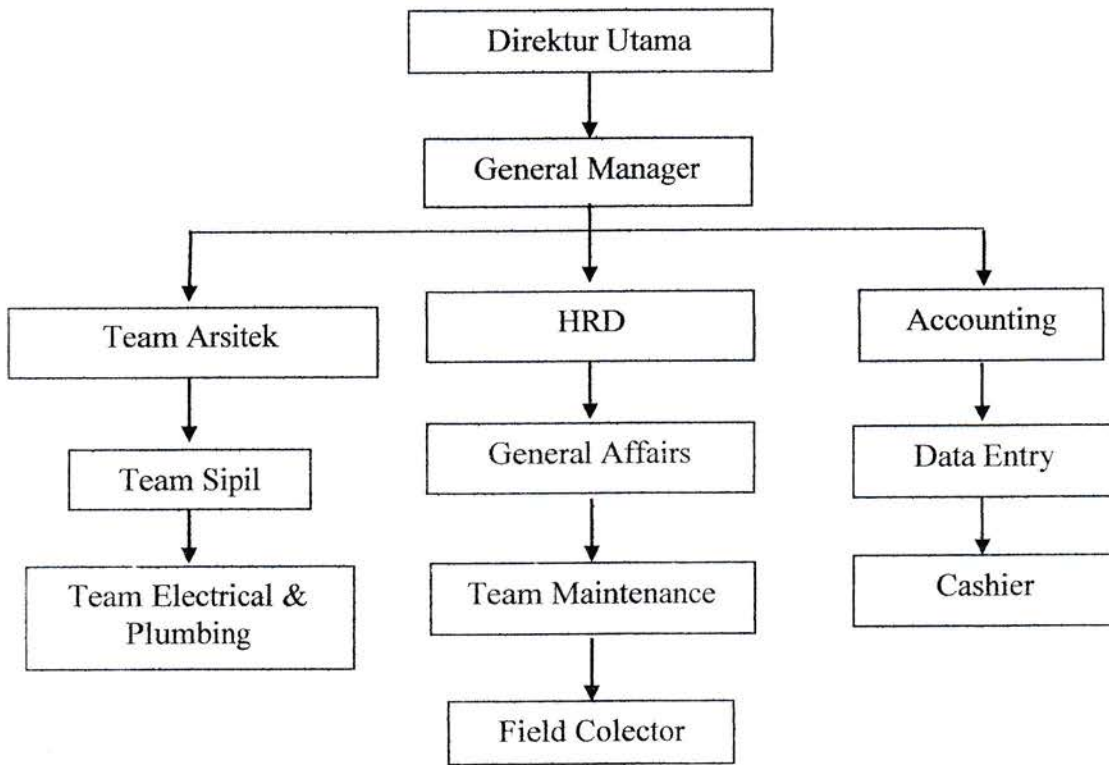 Direktur Utama
General Manager
Team Arsitek
HRD
Accounting
Team Sipil
General Affairs
Data Entry
Team Electrical &
Plumbing
Team Maintenance
Cashier
Field Colector